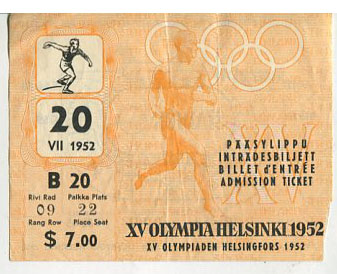 20
VII 1952
B 20
Rivi Rad Paikka Plats
09 22
Rang Row Place Seat
$ 7.00
XV
PÄÄSYLIPPU
INTRÄDESBILJETT
BILLET d'ENTRÉE
ADMISSION TICKET
XV OLYMPIA HELSINKI 1952
XV OLYMPIADEN HELSINGFORS 1952